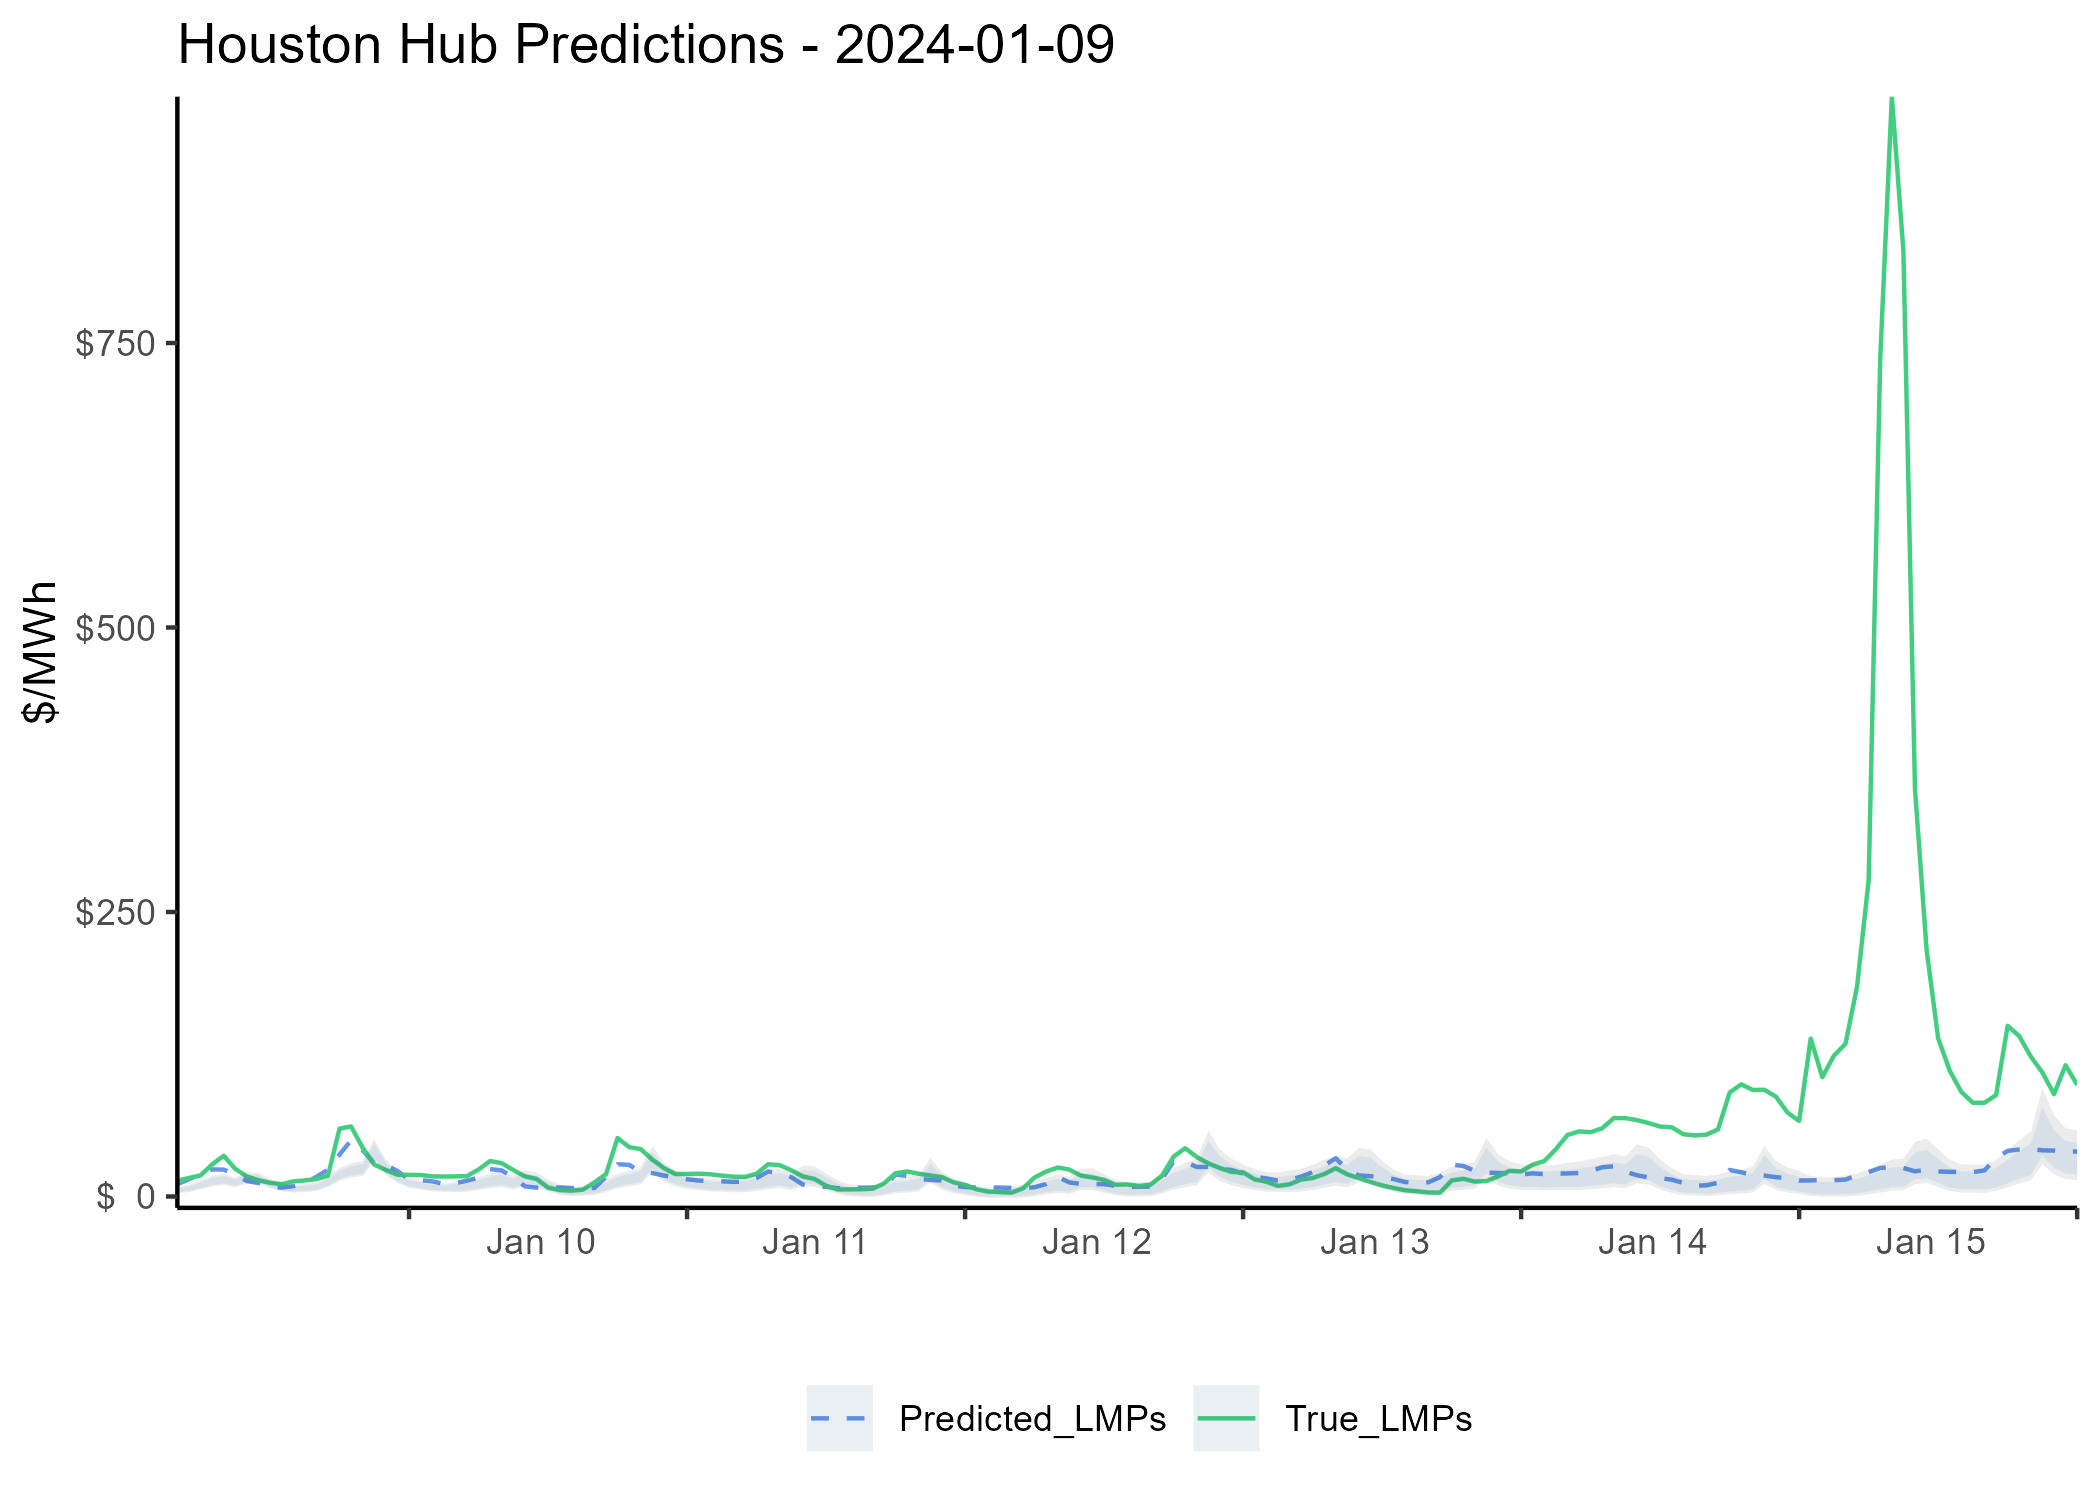 Houston Hub Predictions - 2024-01-09
$/MWh
$750
$500
$250
$ 0
Jan 10 Jan 11 Jan 12 Jan 13 Jan 14 Jan 15
Predicted_LMPs True_LMPs